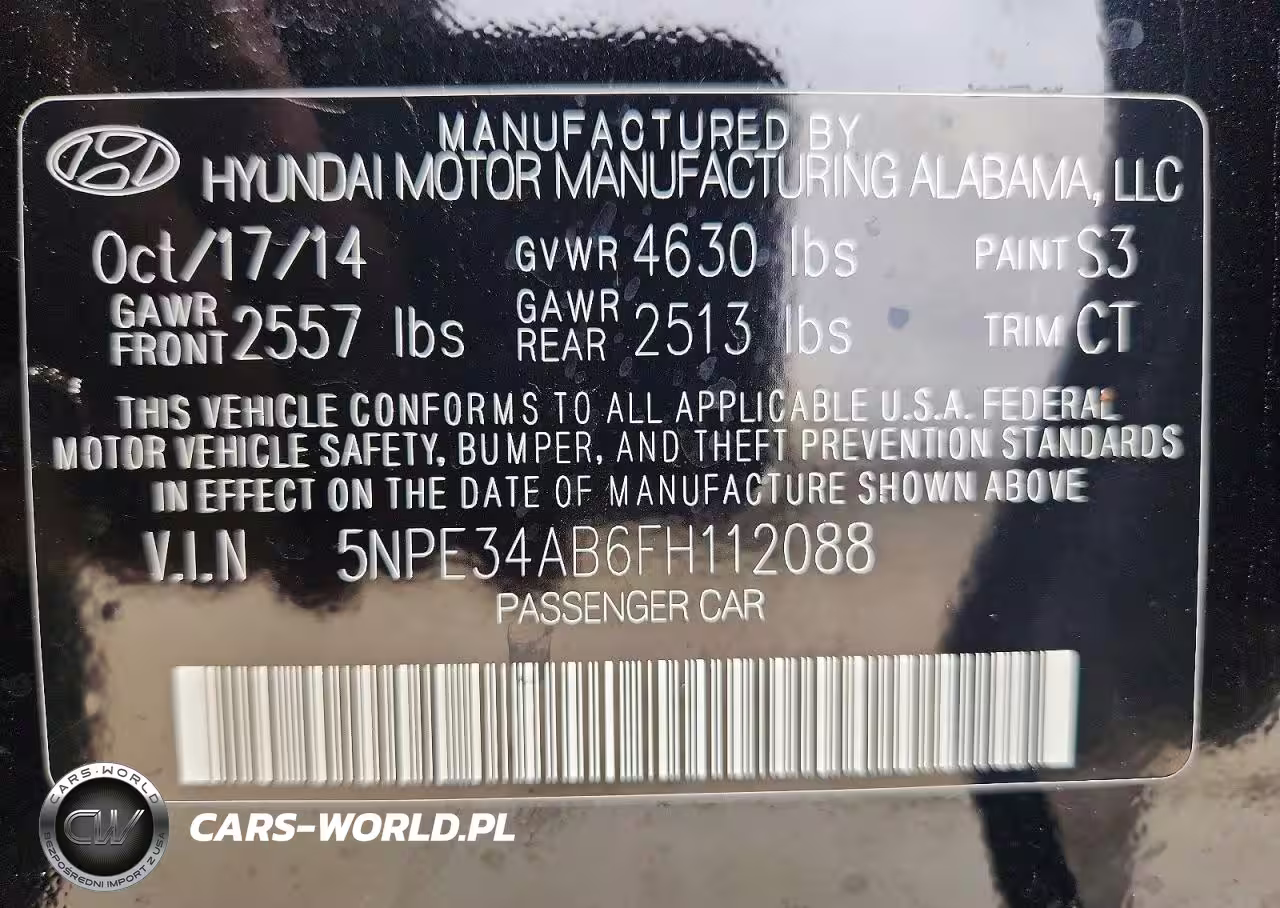 MANUFACTURED BY
HYUNDAI MOTOR MANUFACTURING ALABAMA, LLC
Oct/17/14 GVWR 4630 lbs PAINT S3
GAWR FRONT 2557 lbs GAWR REAR 2513 lbs TRIM CT
THIS VEHICLE CONFORMS TO ALL APPLICABLE U.S.A. FEDERAL
MOTOR VEHICLE SAFETY, BUMPER, AND THEFT PREVENTION STANDARDS
IN EFFECT ON THE DATE OF MANUFACTURE SHOWN ABOVE
V.I.N 5NPE34AB6FH112088
PASSENGER CAR
CARS-WORLD
CW
BEZPOŚREDNI IMPORT Z USA
CARS-WORLD.PL